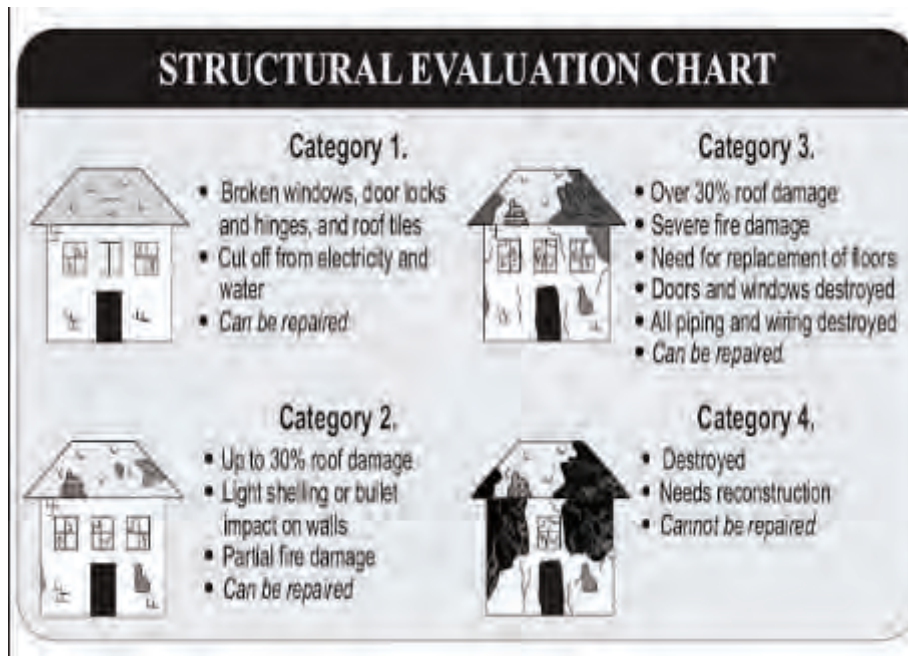 STRUCTURAL EVALUATION CHART
Category 1.
• Broken windows, door locks
and hinges, and roof tiles
• Cut off from electricity and
water
• Can be repaired
Category 2.
• Up to 30% roof damage
• Light shelling or bullet
impact on walls
• Partial fire damage
• Can be repaired
Category 3.
• Over 30% roof damage
• Severe fire damage
• Need for replacement of floors
• Doors and windows destroyed
• All piping and wiring destroyed
• Can be repaired
Category 4.
• Destroyed
• Needs reconstruction
• Cannot be repaired